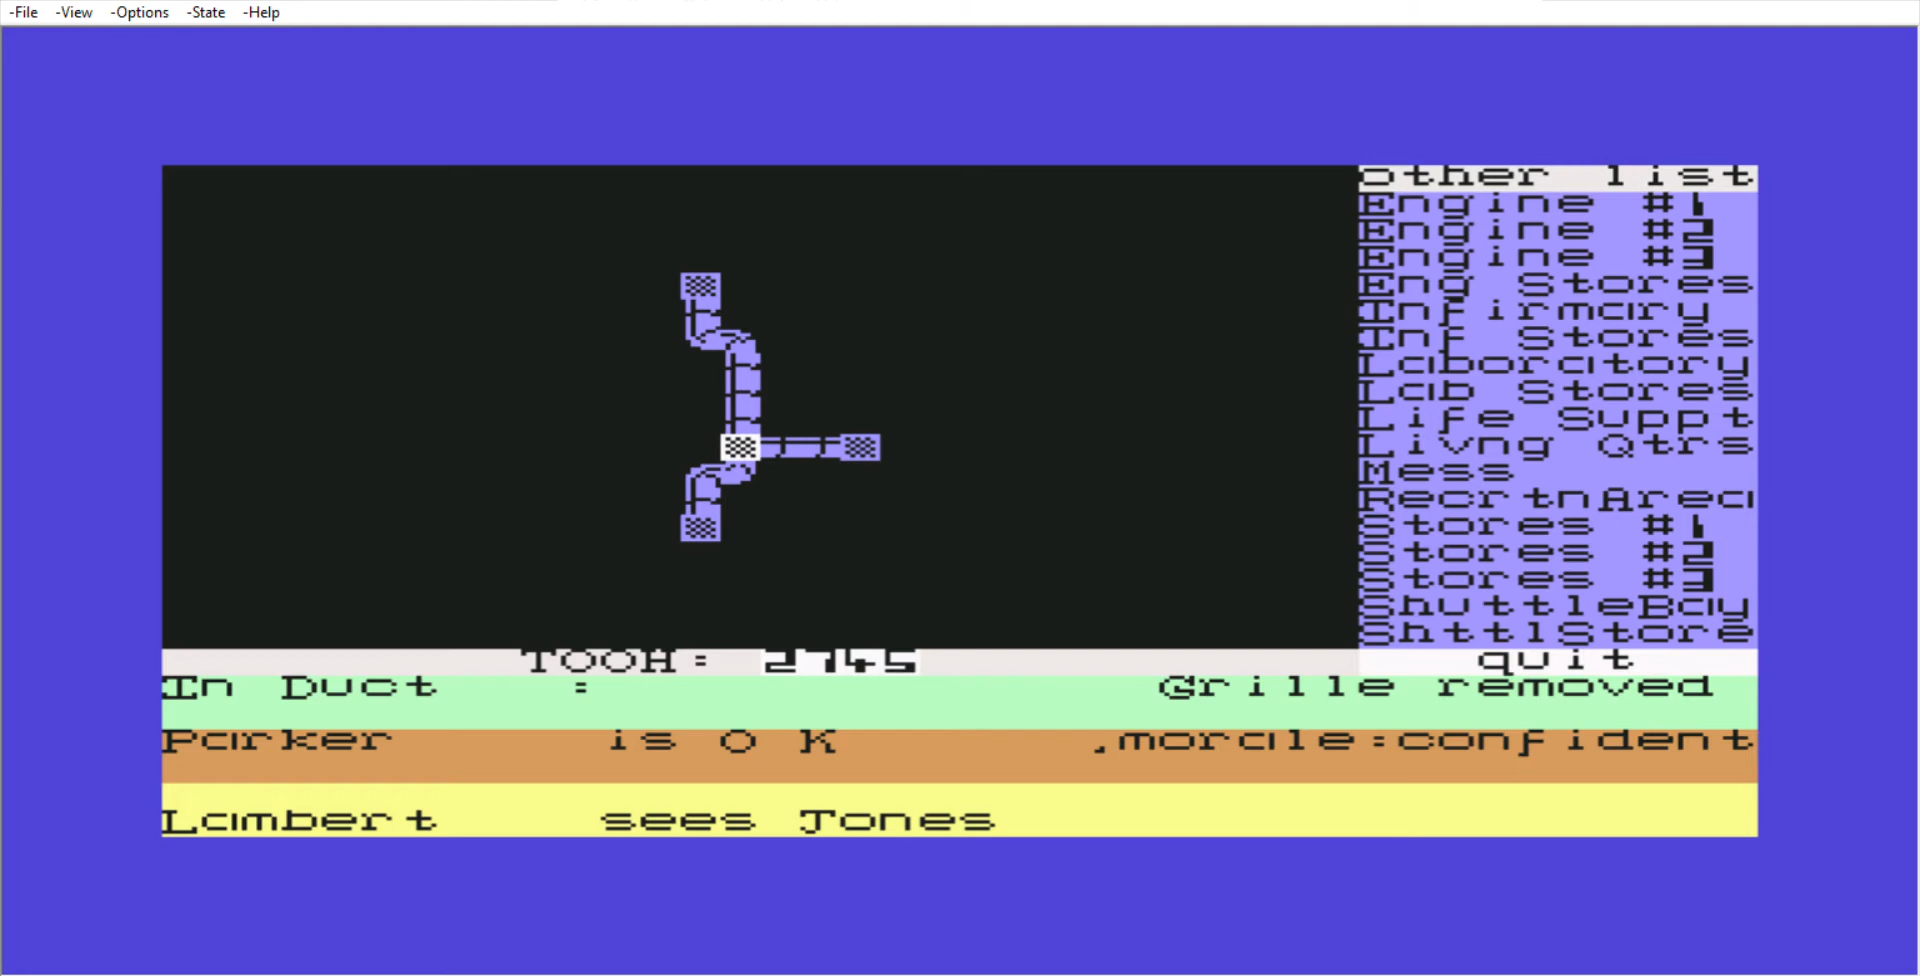 -File -View -Options -State -Help
other list
Engine #1
Engine #2
Engine #3
Eng Stores
Infirmary
Inf Stores
Laboratory
Lab Stores
Life Suppt
Livng Qtrs
Mess
RecrtnArea
Stores #1
Stores #2
Stores #3
ShuttleBay
ShttlStore
quit
TOOH: 2745
In Duct : Grille removed
Parker is O K ,morale:confident
Lambert sees Jones